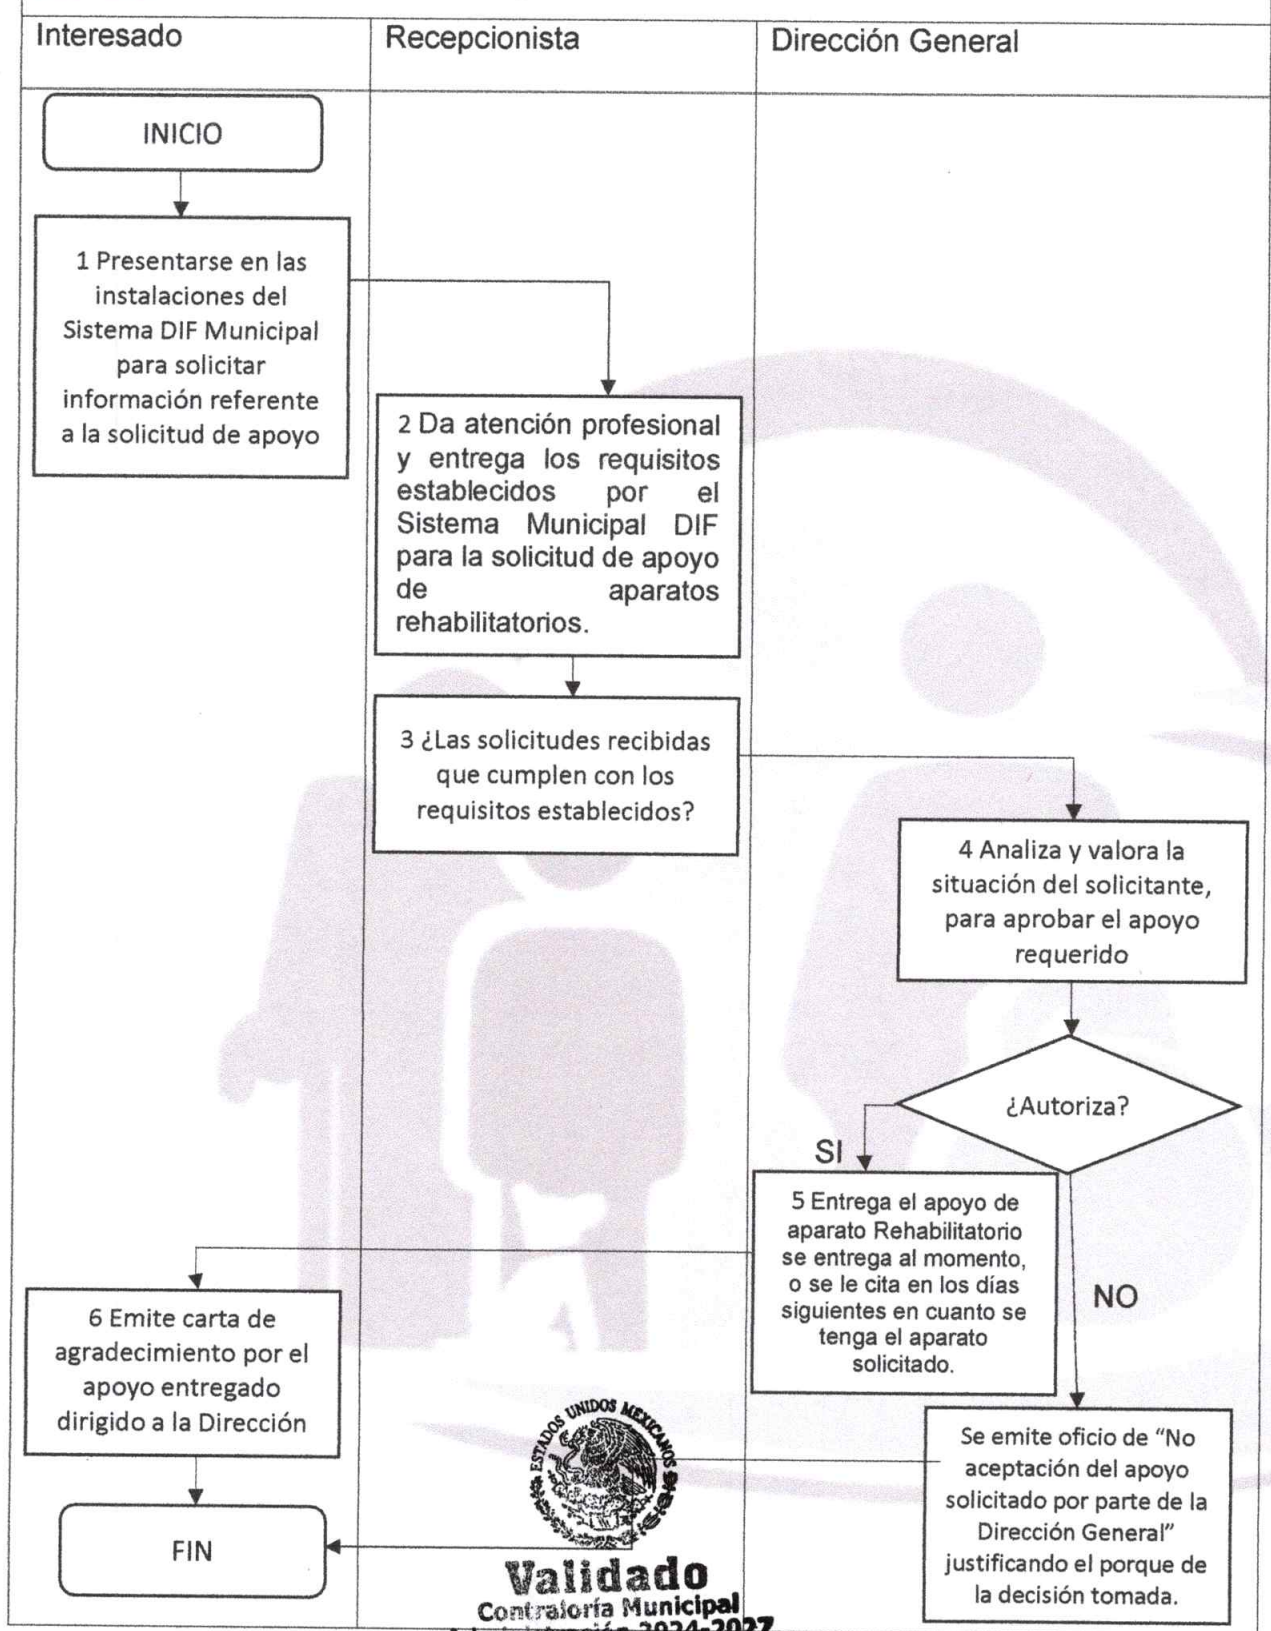 Interesado
Recepcionista
Dirección General
INICIO
1 Presentarse en las
instalaciones del
Sistema DIF Municipal
para solicitar
información referente
a la solicitud de apoyo
2 Da atención profesional
y entrega los requisitos
establecidos por el
Sistema Municipal DIF
para la solicitud de apoyo
de aparatos
rehabilitatorios.
3 ¿Las solicitudes recibidas
que cumplen con los
requisitos establecidos?
4 Analiza y valora la
situación del solicitante,
para aprobar el apoyo
requerido
¿Autoriza?
SI
5 Entrega el apoyo de
aparato Rehabilitatorio
se entrega al momento,
o se le cita en los días
siguientes en cuanto se
tenga el aparato
solicitado.
NO
6 Emite carta de
agradecimiento por el
apoyo entregado
dirigido a la Dirección
Se emite oficio de “No
aceptación del apoyo
solicitado por parte de la
Dirección General”
justificando el porque de
la decisión tomada.
FIN
ESTADOS UNIDOS MEXICANOS
Validado
Contraloría Municipal
Administración 2024-2027